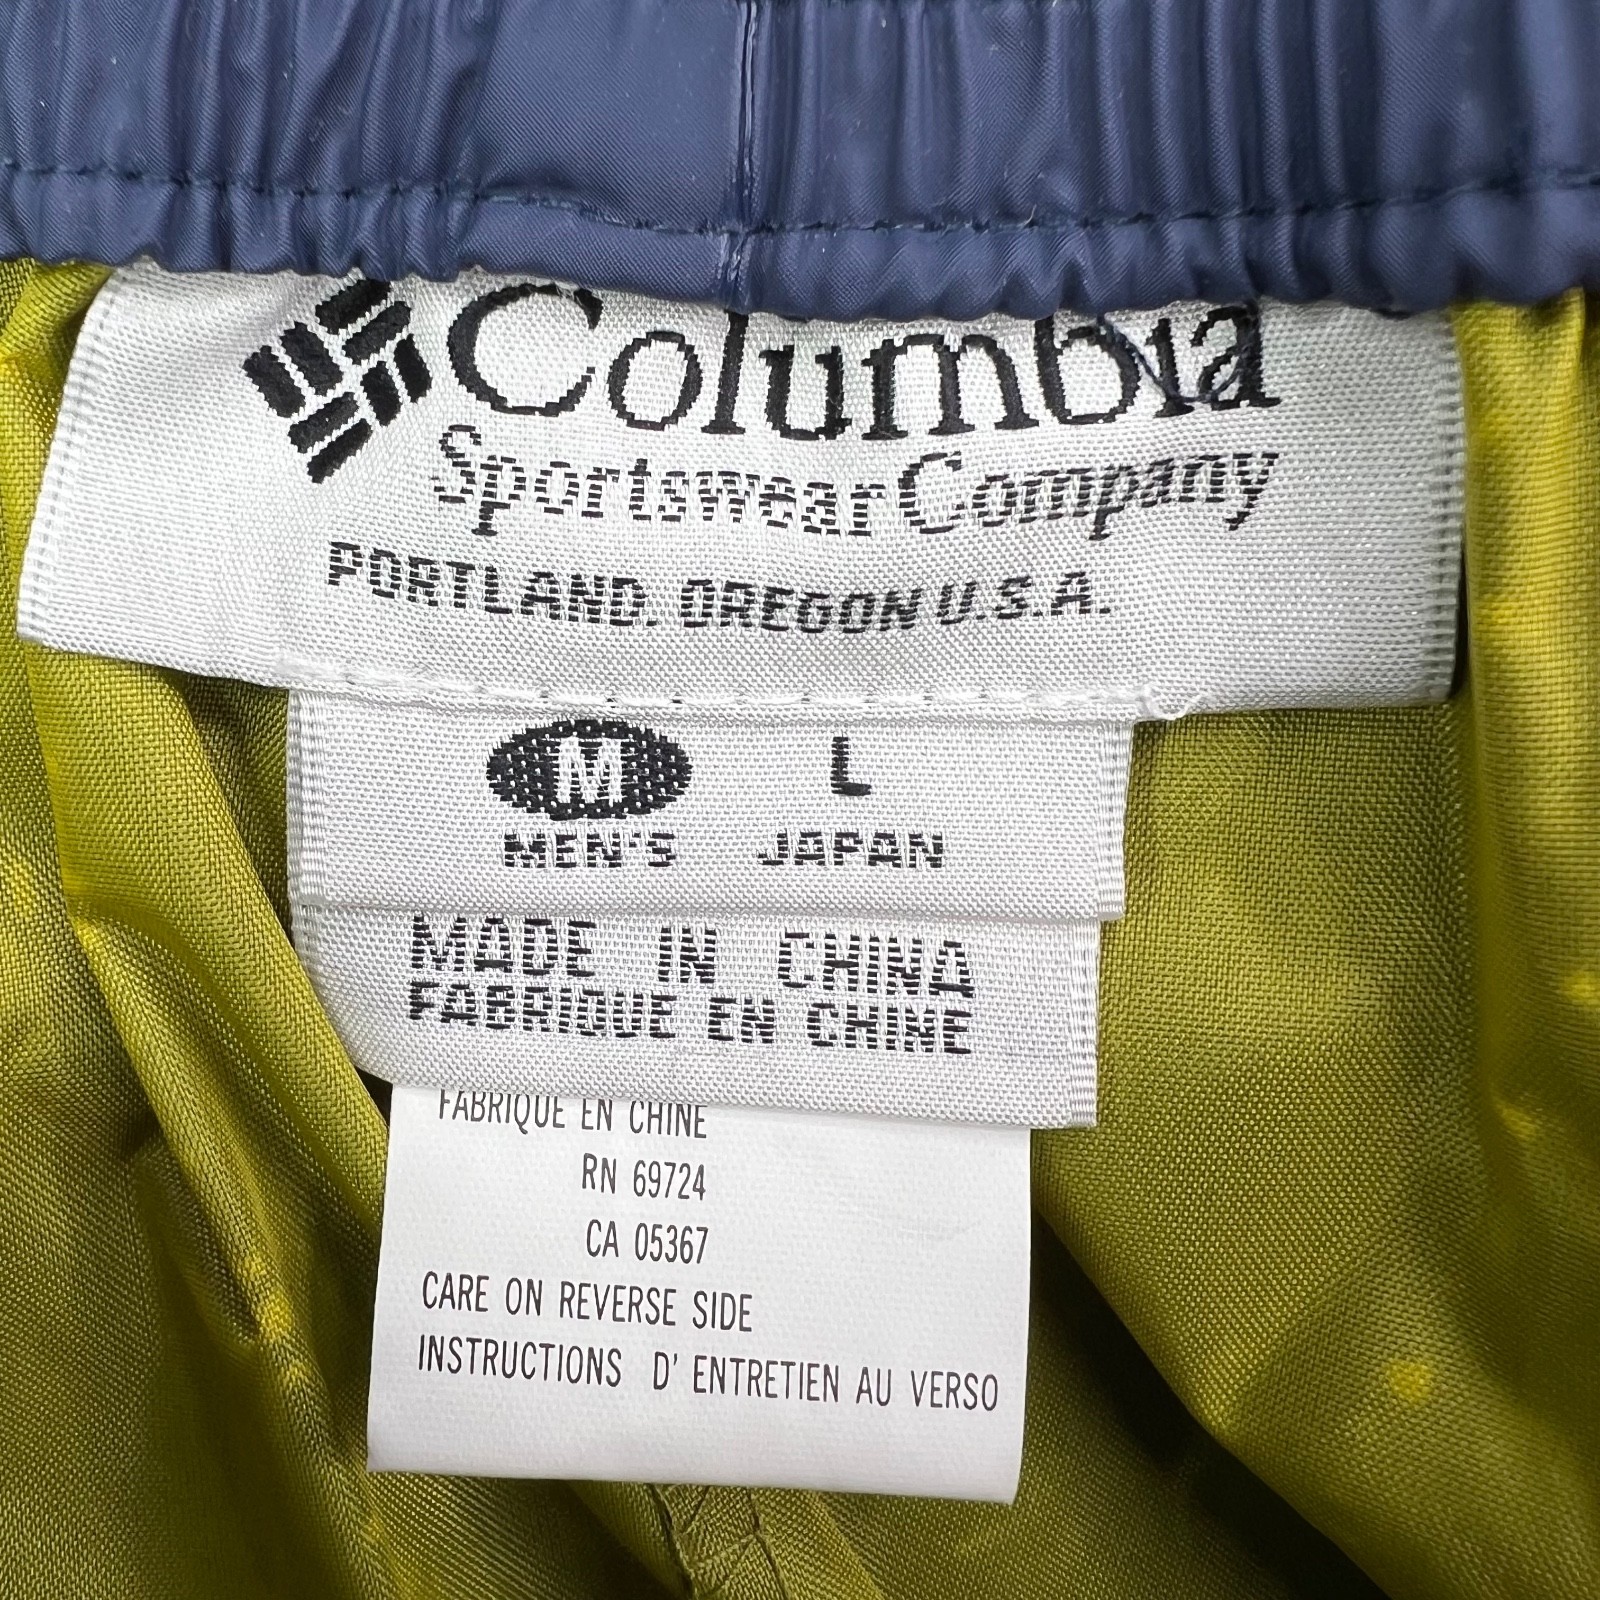 Columbia
Sportswear Company
PORTLAND. OREGON U.S.A.
M L
MEN'S JAPAN
MADE IN CHINA
FABRIQUE EN CHINE
FABRIQUE EN CHINE
RN 69724
CA 05367
CARE ON REVERSE SIDE
INSTRUCTIONS D' ENTRETIEN AU VERSO